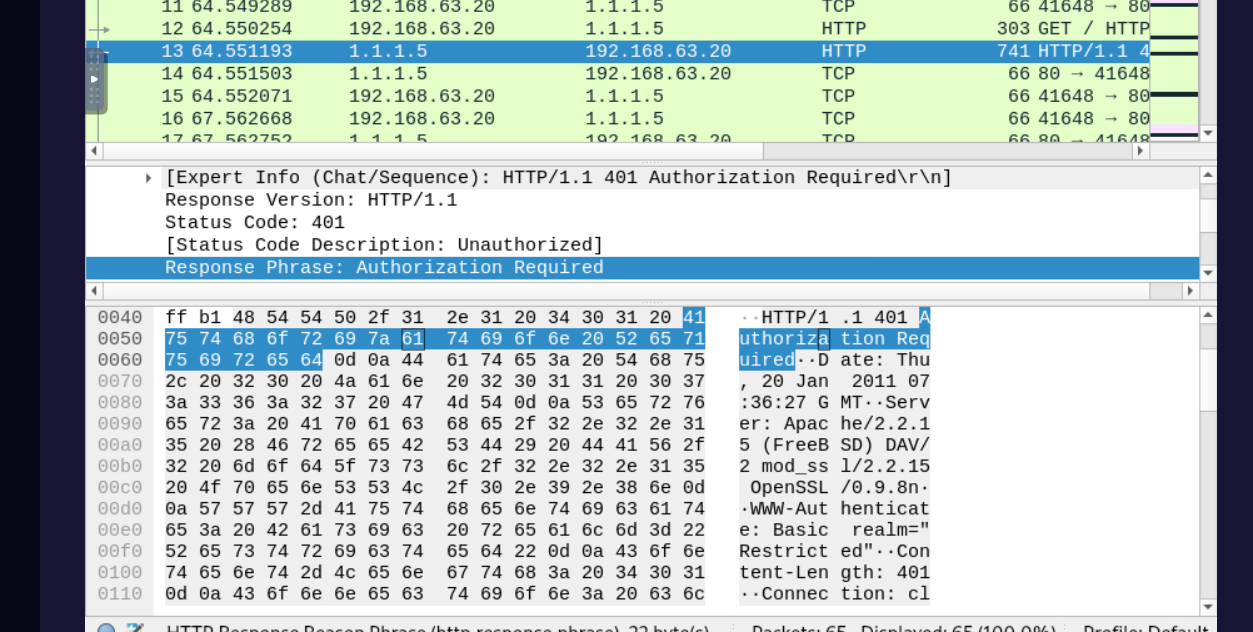 11 64.549289 192.168.63.20 1.1.1.5 TCP 66 41648 → 80
12 64.550254 192.168.63.20 1.1.1.5 HTTP 303 GET / HTTP
13 64.551193 1.1.1.5 192.168.63.20 HTTP 741 HTTP/1.1 4
14 64.551503 1.1.1.5 192.168.63.20 TCP 66 80 → 41648
15 64.552071 192.168.63.20 1.1.1.5 TCP 66 41648 → 80
16 67.562668 192.168.63.20 1.1.1.5 TCP 66 41648 → 80
17 67.562752 1.1.1.5 192.168.63.20 TCP 66 80 → 41648
[Expert Info (Chat/Sequence): HTTP/1.1 401 Authorization Required\r\n]
Response Version: HTTP/1.1
Status Code: 401
[Status Code Description: Unauthorized]
Response Phrase: Authorization Required
0040 ff b1 48 54 54 50 2f 31 2e 31 20 34 30 31 20 41 ··HTTP/1 .1 401 A
0050 75 74 68 6f 72 69 7a 61 74 69 6f 6e 20 52 65 71 uthoriza tion Req
0060 75 69 72 65 64 0d 0a 44 61 74 65 3a 20 54 68 75 uired··D ate: Thu
0070 2c 20 32 30 20 4a 61 6e 20 32 30 31 31 20 30 37 , 20 Jan 2011 07
0080 3a 33 36 3a 32 37 20 47 4d 54 0d 0a 53 65 72 76 :36:27 G MT··Serv
0090 65 72 3a 20 41 70 61 63 68 65 2f 32 2e 32 2e 31 er: Apac he/2.2.1
00a0 35 20 28 46 72 65 65 42 53 44 29 20 44 41 56 2f 5 (FreeB SD) DAV/
00b0 32 20 6d 6f 64 5f 73 73 6c 2f 32 2e 32 2e 31 35 2 mod_ss l/2.2.15
00c0 20 4f 70 65 6e 53 53 4c 2f 30 2e 39 2e 38 6e 0d OpenSSL /0.9.8n·
00d0 0a 57 57 57 2d 41 75 74 68 65 6e 74 69 63 61 74 ·WWW-Aut henticat
00e0 65 3a 20 42 61 73 69 63 20 72 65 61 6c 6d 3d 22 e: Basic realm="
00f0 52 65 73 74 72 69 63 74 65 64 22 0d 0a 43 6f 6e Restrict ed"··Con
0100 74 65 6e 74 2d 4c 65 6e 67 74 68 3a 20 34 30 31 tent-Len gth: 401
0110 0d 0a 43 6f 6e 6e 65 63 74 69 6f 6e 3a 20 63 6c ··Connec tion: cl
HTTP Response Reason Phrase (http.response.phrase), 22 byte(s) Packets: 65 · Displayed: 65 (100.0%) Profile: Default